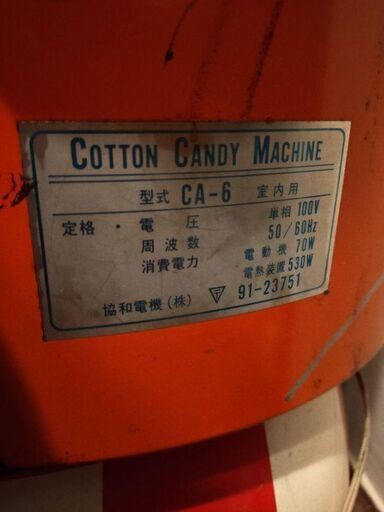 COTTON CANDY MACHINE
型式 CA-6 室内用
定格 電圧 単相 100V
周波数 50/60Hz
消費電力 電動機 70W
電熱装置 530W
協和電機(株) 〒 91-23751